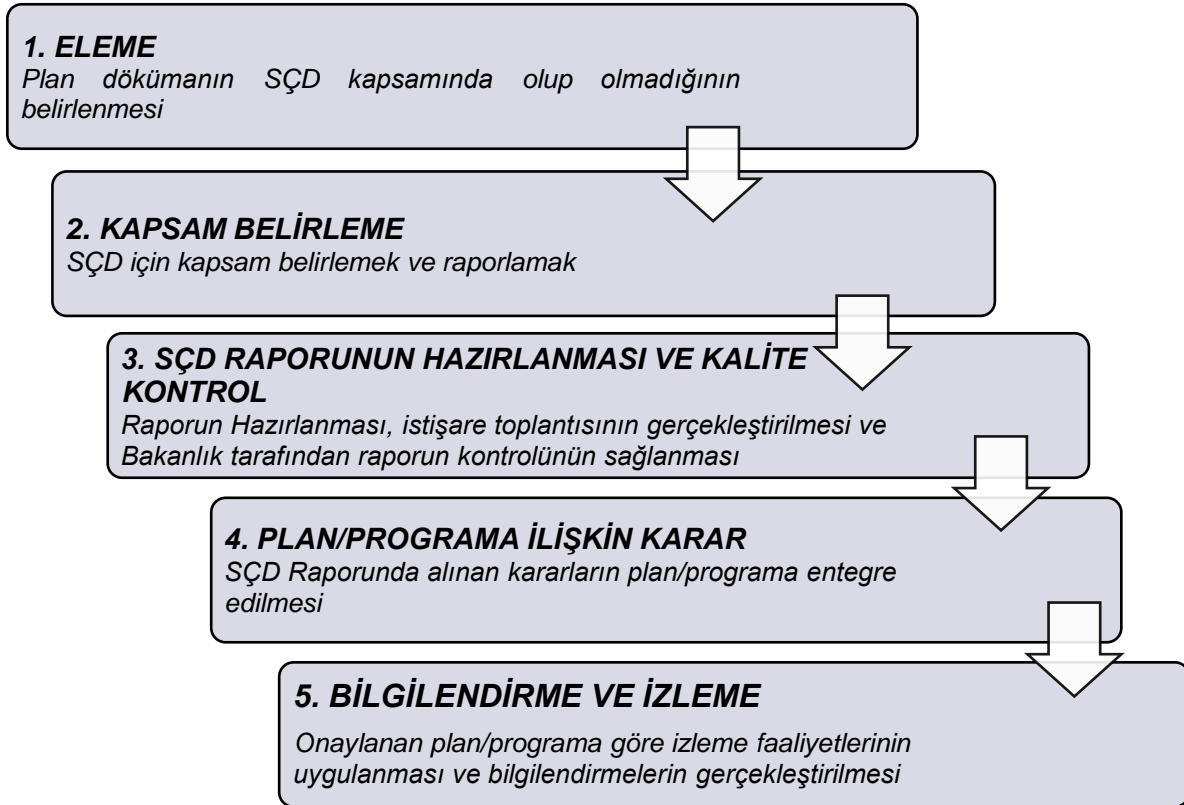 1. ELEME
Plan dökümanın SÇD kapsamında olup olmadığının
belirlenmesi
2. KAPSAM BELİRLEME
SÇD için kapsam belirlemek ve raporlamak
3. SÇD RAPORUNUN HAZIRLANMASI VE KALİTE
KONTROL
Raporun Hazırlanması, istişare toplantısının gerçekleştirilmesi ve
Bakanlık tarafından raporun kontrolünün sağlanması
4. PLAN/PROGRAMA İLİŞKİN KARAR
SÇD Raporunda alınan kararların plan/programa entegre
edilmesi
5. BİLGİLENDİRME VE İZLEME
Onaylanan plan/programa göre izleme faaliyetlerinin
uygulanması ve bilgilendirmelerin gerçekleştirilmesi